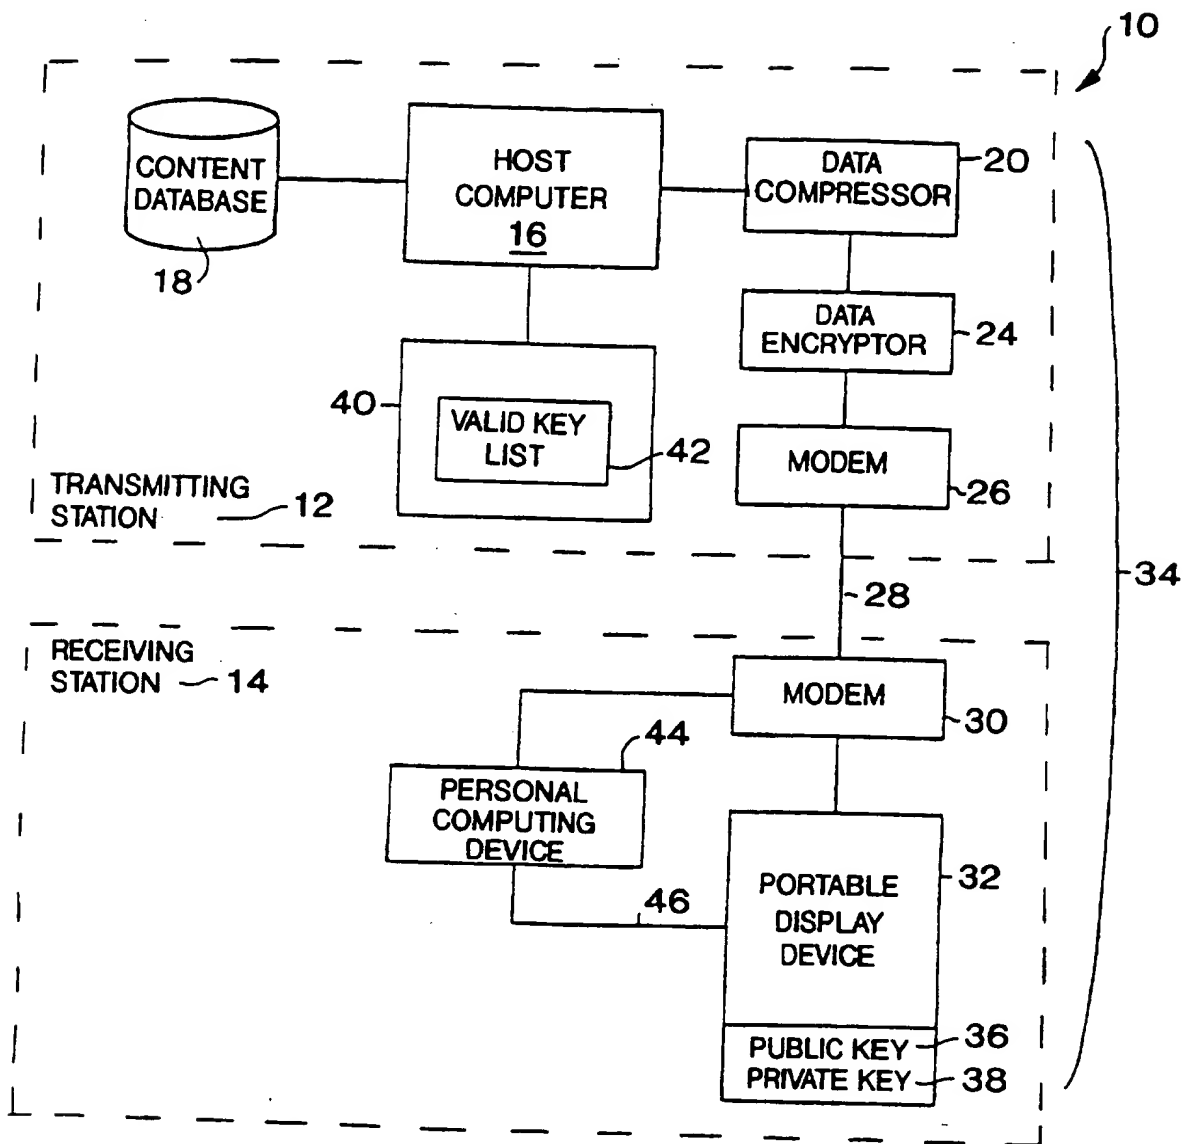 10
CONTENT
DATABASE
18
HOST
COMPUTER
16
DATA
COMPRESSOR
20
DATA
ENCRYPTOR
24
40
VALID KEY
LIST
42
MODEM
26
TRANSMITTING
STATION
12
28
34
RECEIVING
STATION
14
MODEM
30
44
PERSONAL
COMPUTING
DEVICE
46
PORTABLE
DISPLAY
DEVICE
32
PUBLIC KEY
36
PRIVATE KEY
38